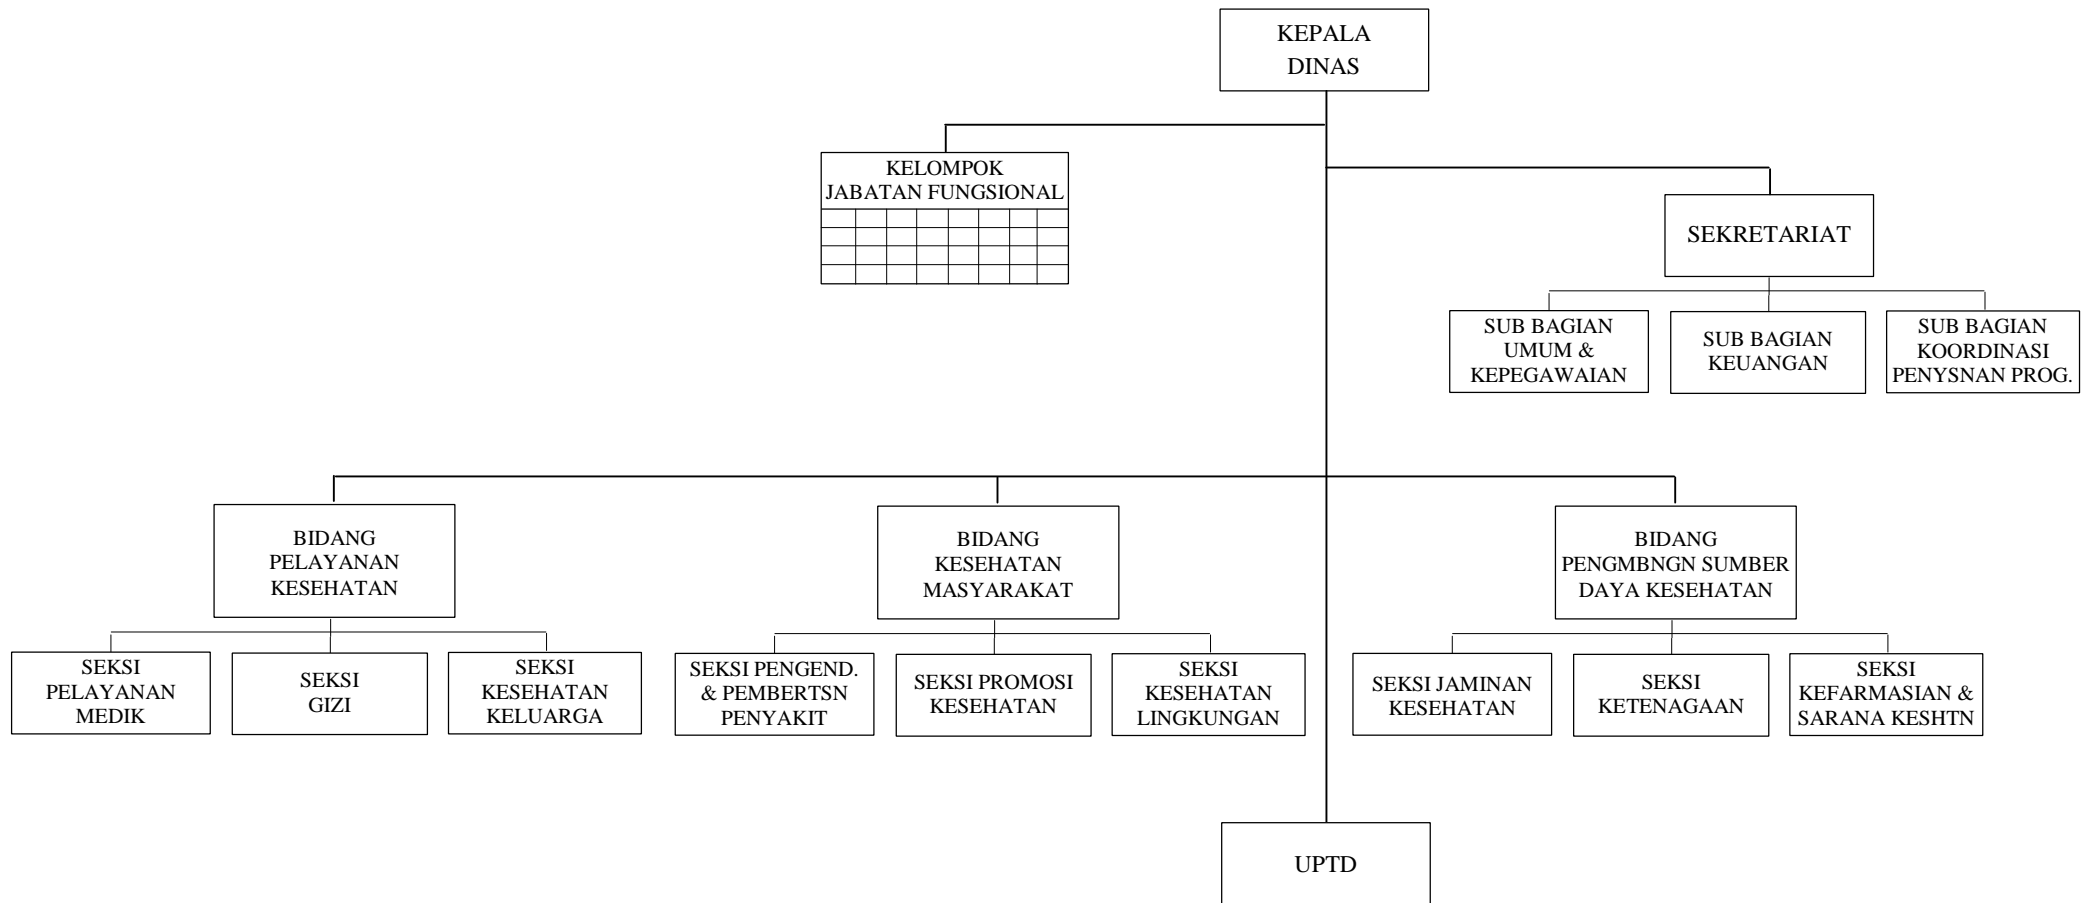 KEPALA
DINAS
KELOMPOK
JABATAN FUNGSIONAL
SEKRETARIAT
SUB BAGIAN
UMUM &
KEPEGAWAIAN
SUB BAGIAN
KEUANGAN
SUB BAGIAN
KOORDINASI
PENYSNAN PROG.
BIDANG
PELAYANAN
KESEHATAN
BIDANG
KESEHATAN
MASYARAKAT
BIDANG
PENGMBNGN SUMBER
DAYA KESEHATAN
SEKSI
PELAYANAN
MEDIK
SEKSI
GIZI
SEKSI
KESEHATAN
KELUARGA
SEKSI PENGEND.
& PEMBERTSN
PENYAKIT
SEKSI PROMOSI
KESEHATAN
SEKSI
KESEHATAN
LINGKUNGAN
SEKSI JAMINAN
KESEHATAN
SEKSI
KETENAGAAN
SEKSI
KEFARMASIAN &
SARANA KESHTN
UPTD